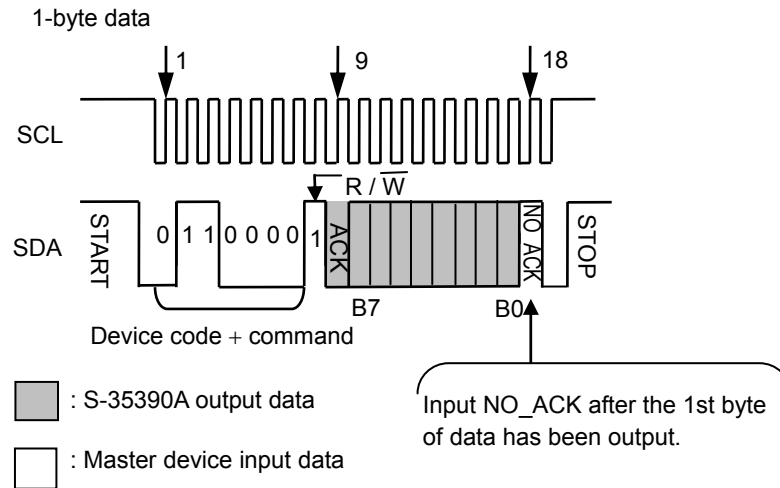 1-byte data
1 9 18
SCL
R / W
SDA START 0 1 1 0 0 0 0 1 ACK NO_ACK STOP
B7 B0
Device code + command
: S-35390A output data
: Master device input data
Input NO_ACK after the 1st byte
of data has been output.